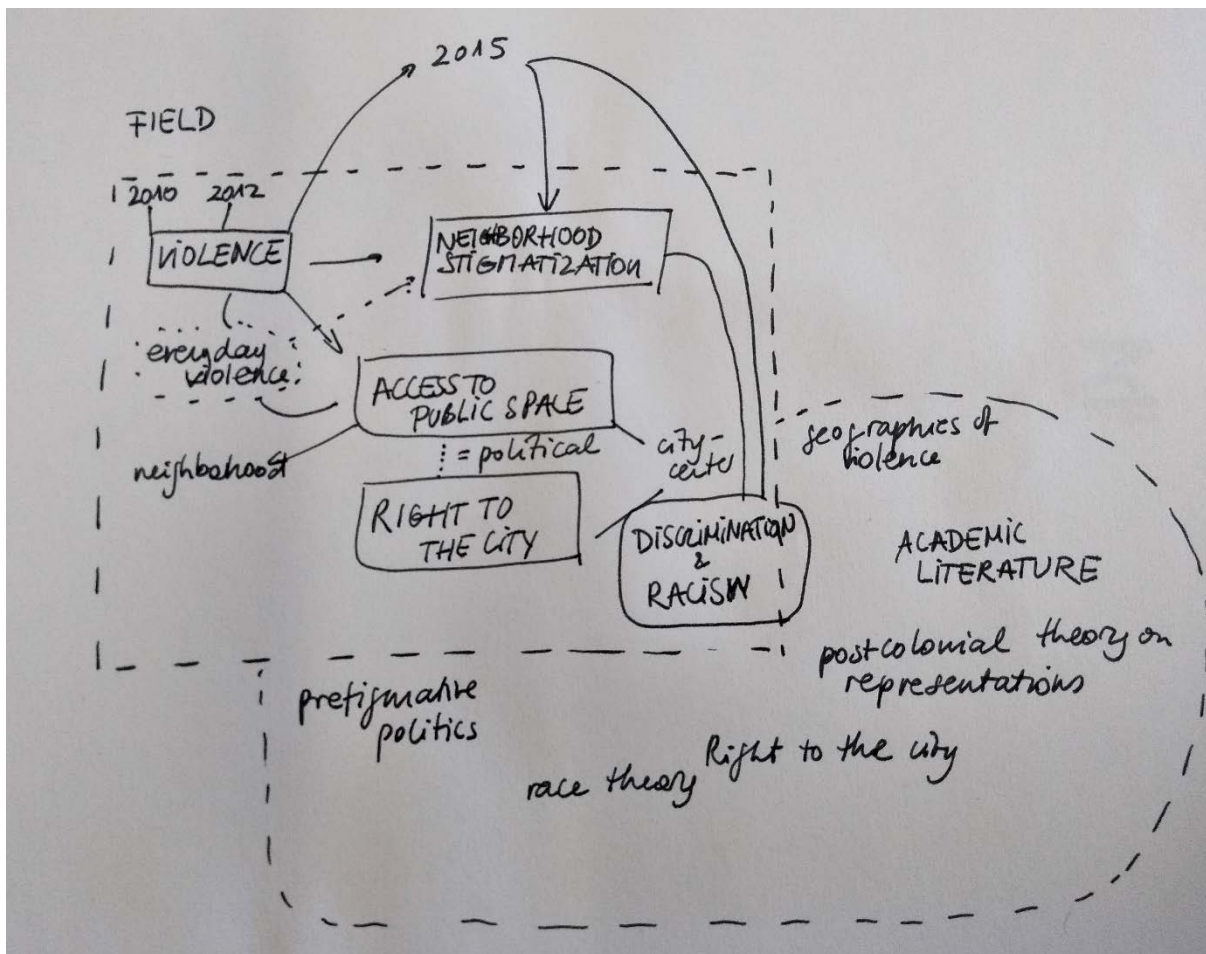 2015
FIELD
2010 2012
VIOLENCE
NEIGHBORHOOD
STIGMATIZATION
everyday
violence
ACCESS TO
PUBLIC SPACE
neighborhood
= political
city-
center
RIGHT TO
THE CITY
DISCRIMINATION
&
RACISM
geographies of
violence
ACADEMIC
LITERATURE
postcolonial theory on
representations
prefigurative
politics
Right to the city
race theory